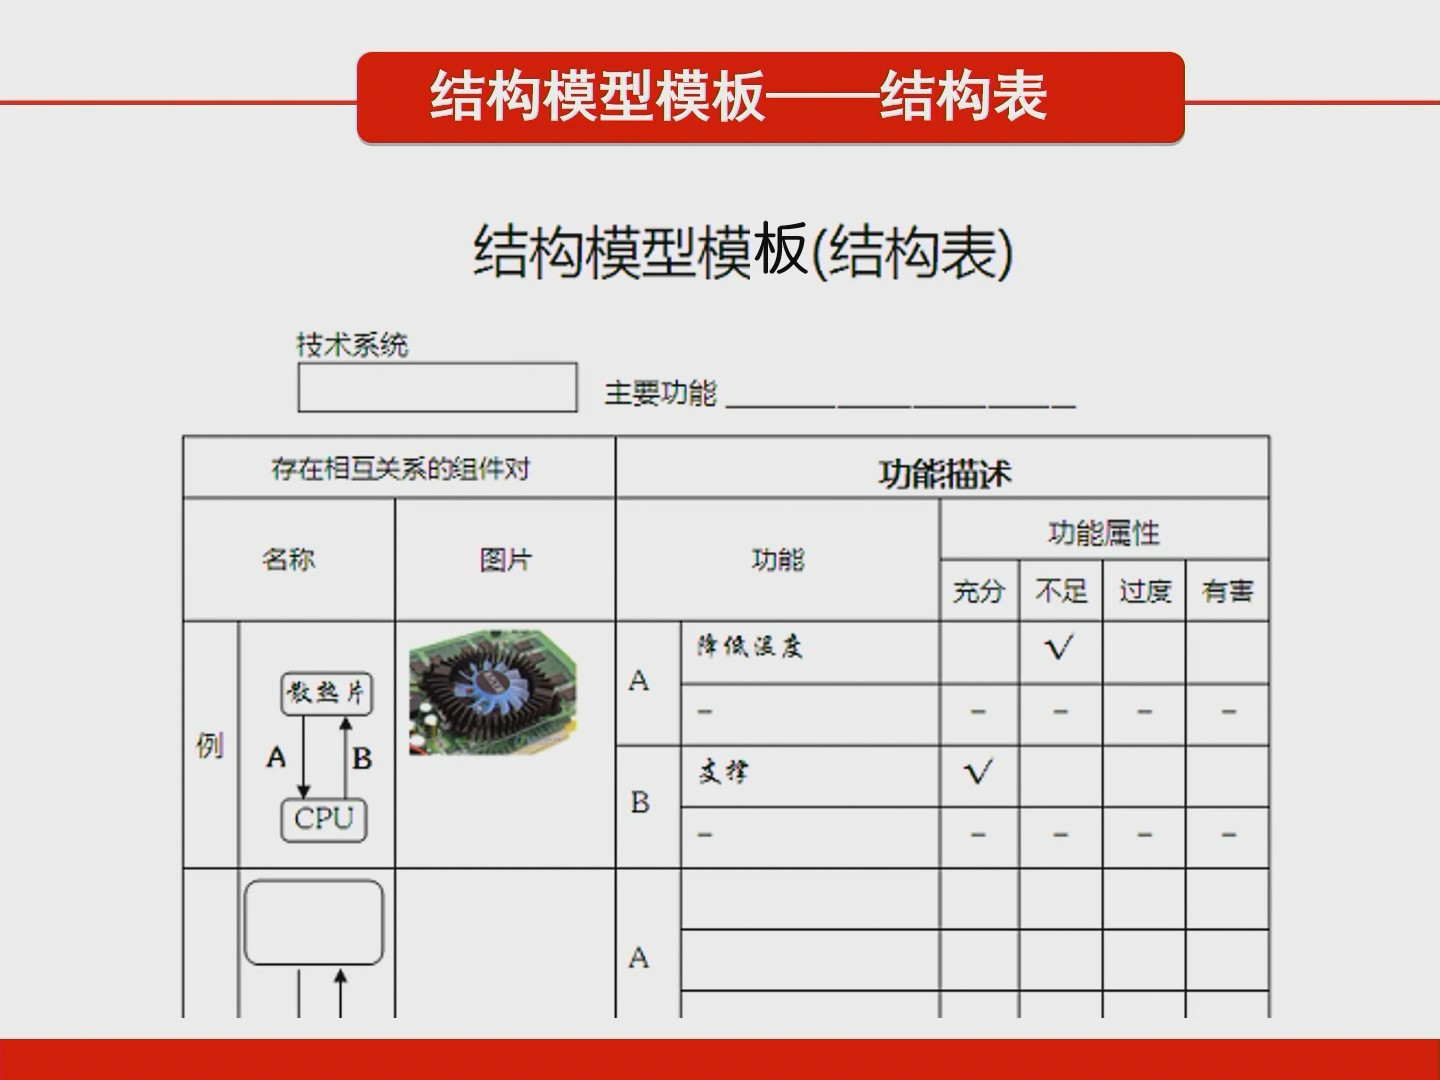 结构模型模板——结构表
结构模型模板(结构表)
技术系统
主要功能
存在相互关系的组件对
功能描述
名称
图片
功能
功能属性
充分
不足
过度
有害
例
散热片
A
B
CPU
A
降低温度
√
–
–
–
–
–
B
支撑
√
–
–
–
–
–
A